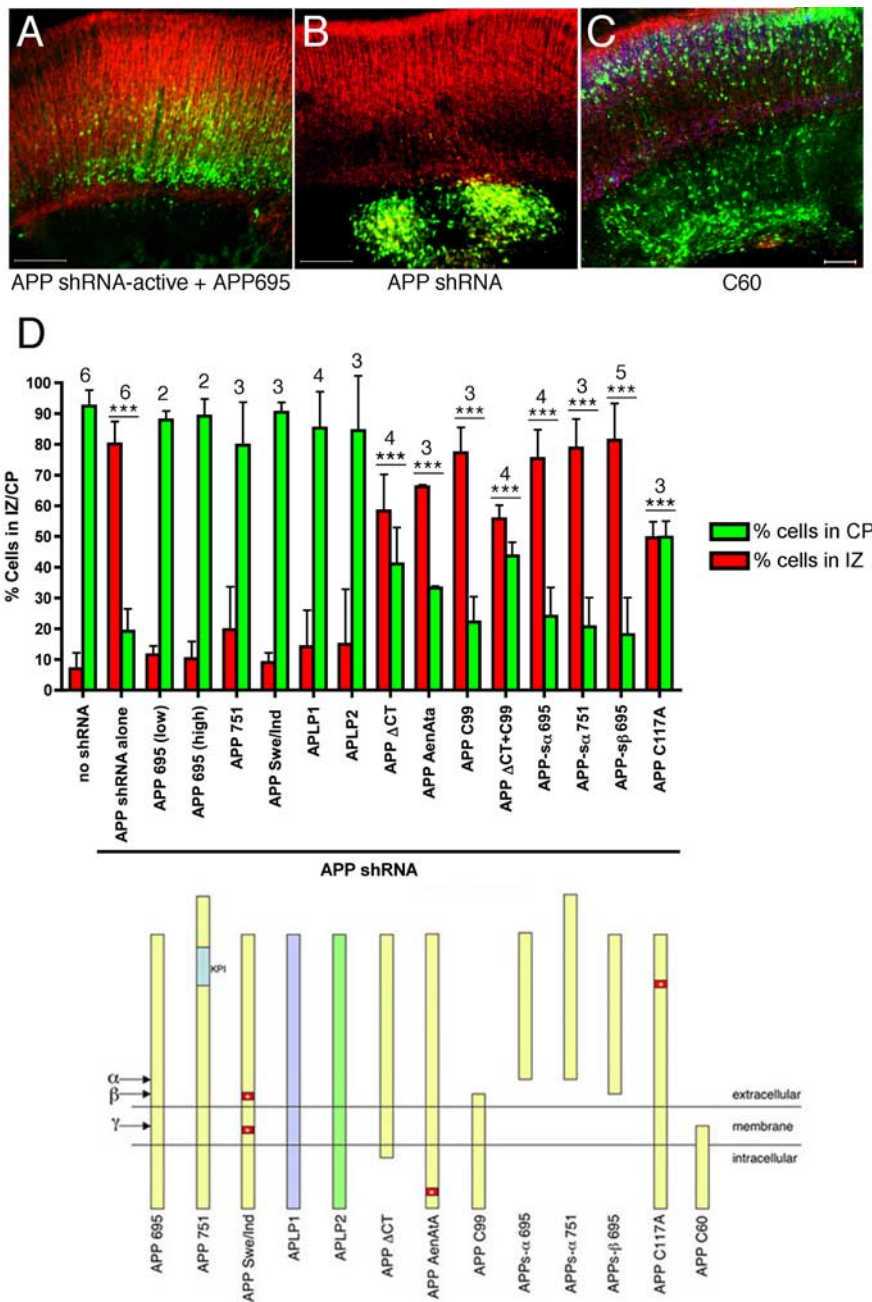 A
B
C
APP shRNA-active + APP695
APP shRNA
C60
D
% Cells in IZ/CP
100
90
80
70
60
50
40
30
20
10
0
6
6
***
2
2
3
3
4
3
4
***
3
***
3
***
4
***
4
***
3
***
5
***
3
***
% cells in CP
% cells in IZ
no shRNA
APP shRNA alone
APP 695 (low)
APP 695 (high)
APP 751
APP Swe/Ind
APLP1
APLP2
APP ΔCT
APP AenAta
APP C99
APP ΔCT+C99
APP-sα 695
APP-sα 751
APP-sβ 695
APP C117A
APP shRNA
KPI
α
β
γ
extracellular
membrane
intracellular
APP 695
APP 751
APP Swe/Ind
APLP1
APLP2
APP ΔCT
APP AenAta
APP C99
APPs-α 695
APPs-α 751
APPs-β 695
APP C117A
APP C60